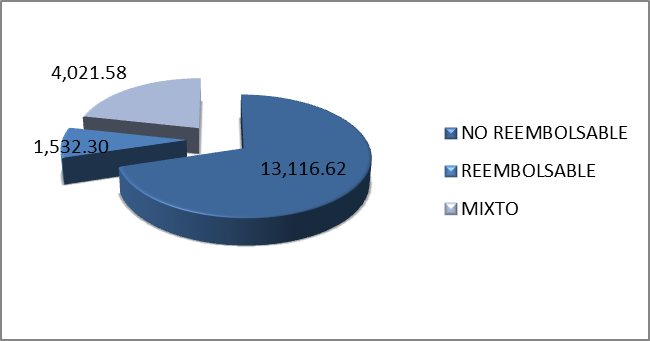 4,021.58
1,532.30
13,116.62
NO REEMBOLSABLE
REEMBOLSABLE
MIXTO